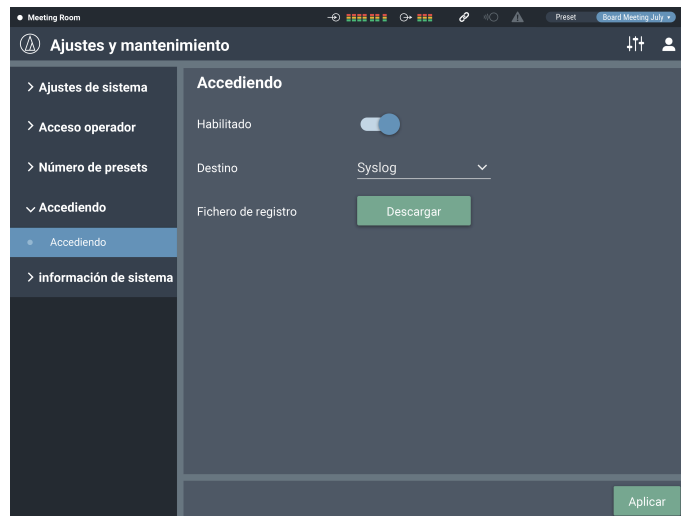 Meeting Room
Preset
Board Meeting July
Ajustes y mantenimiento
Ajustes de sistema
Acceso operador
Número de presets
Accediendo
Accediendo
información de sistema
Accediendo
Habilitado
Destino
Syslog
Fichero de registro
Descargar
Aplicar